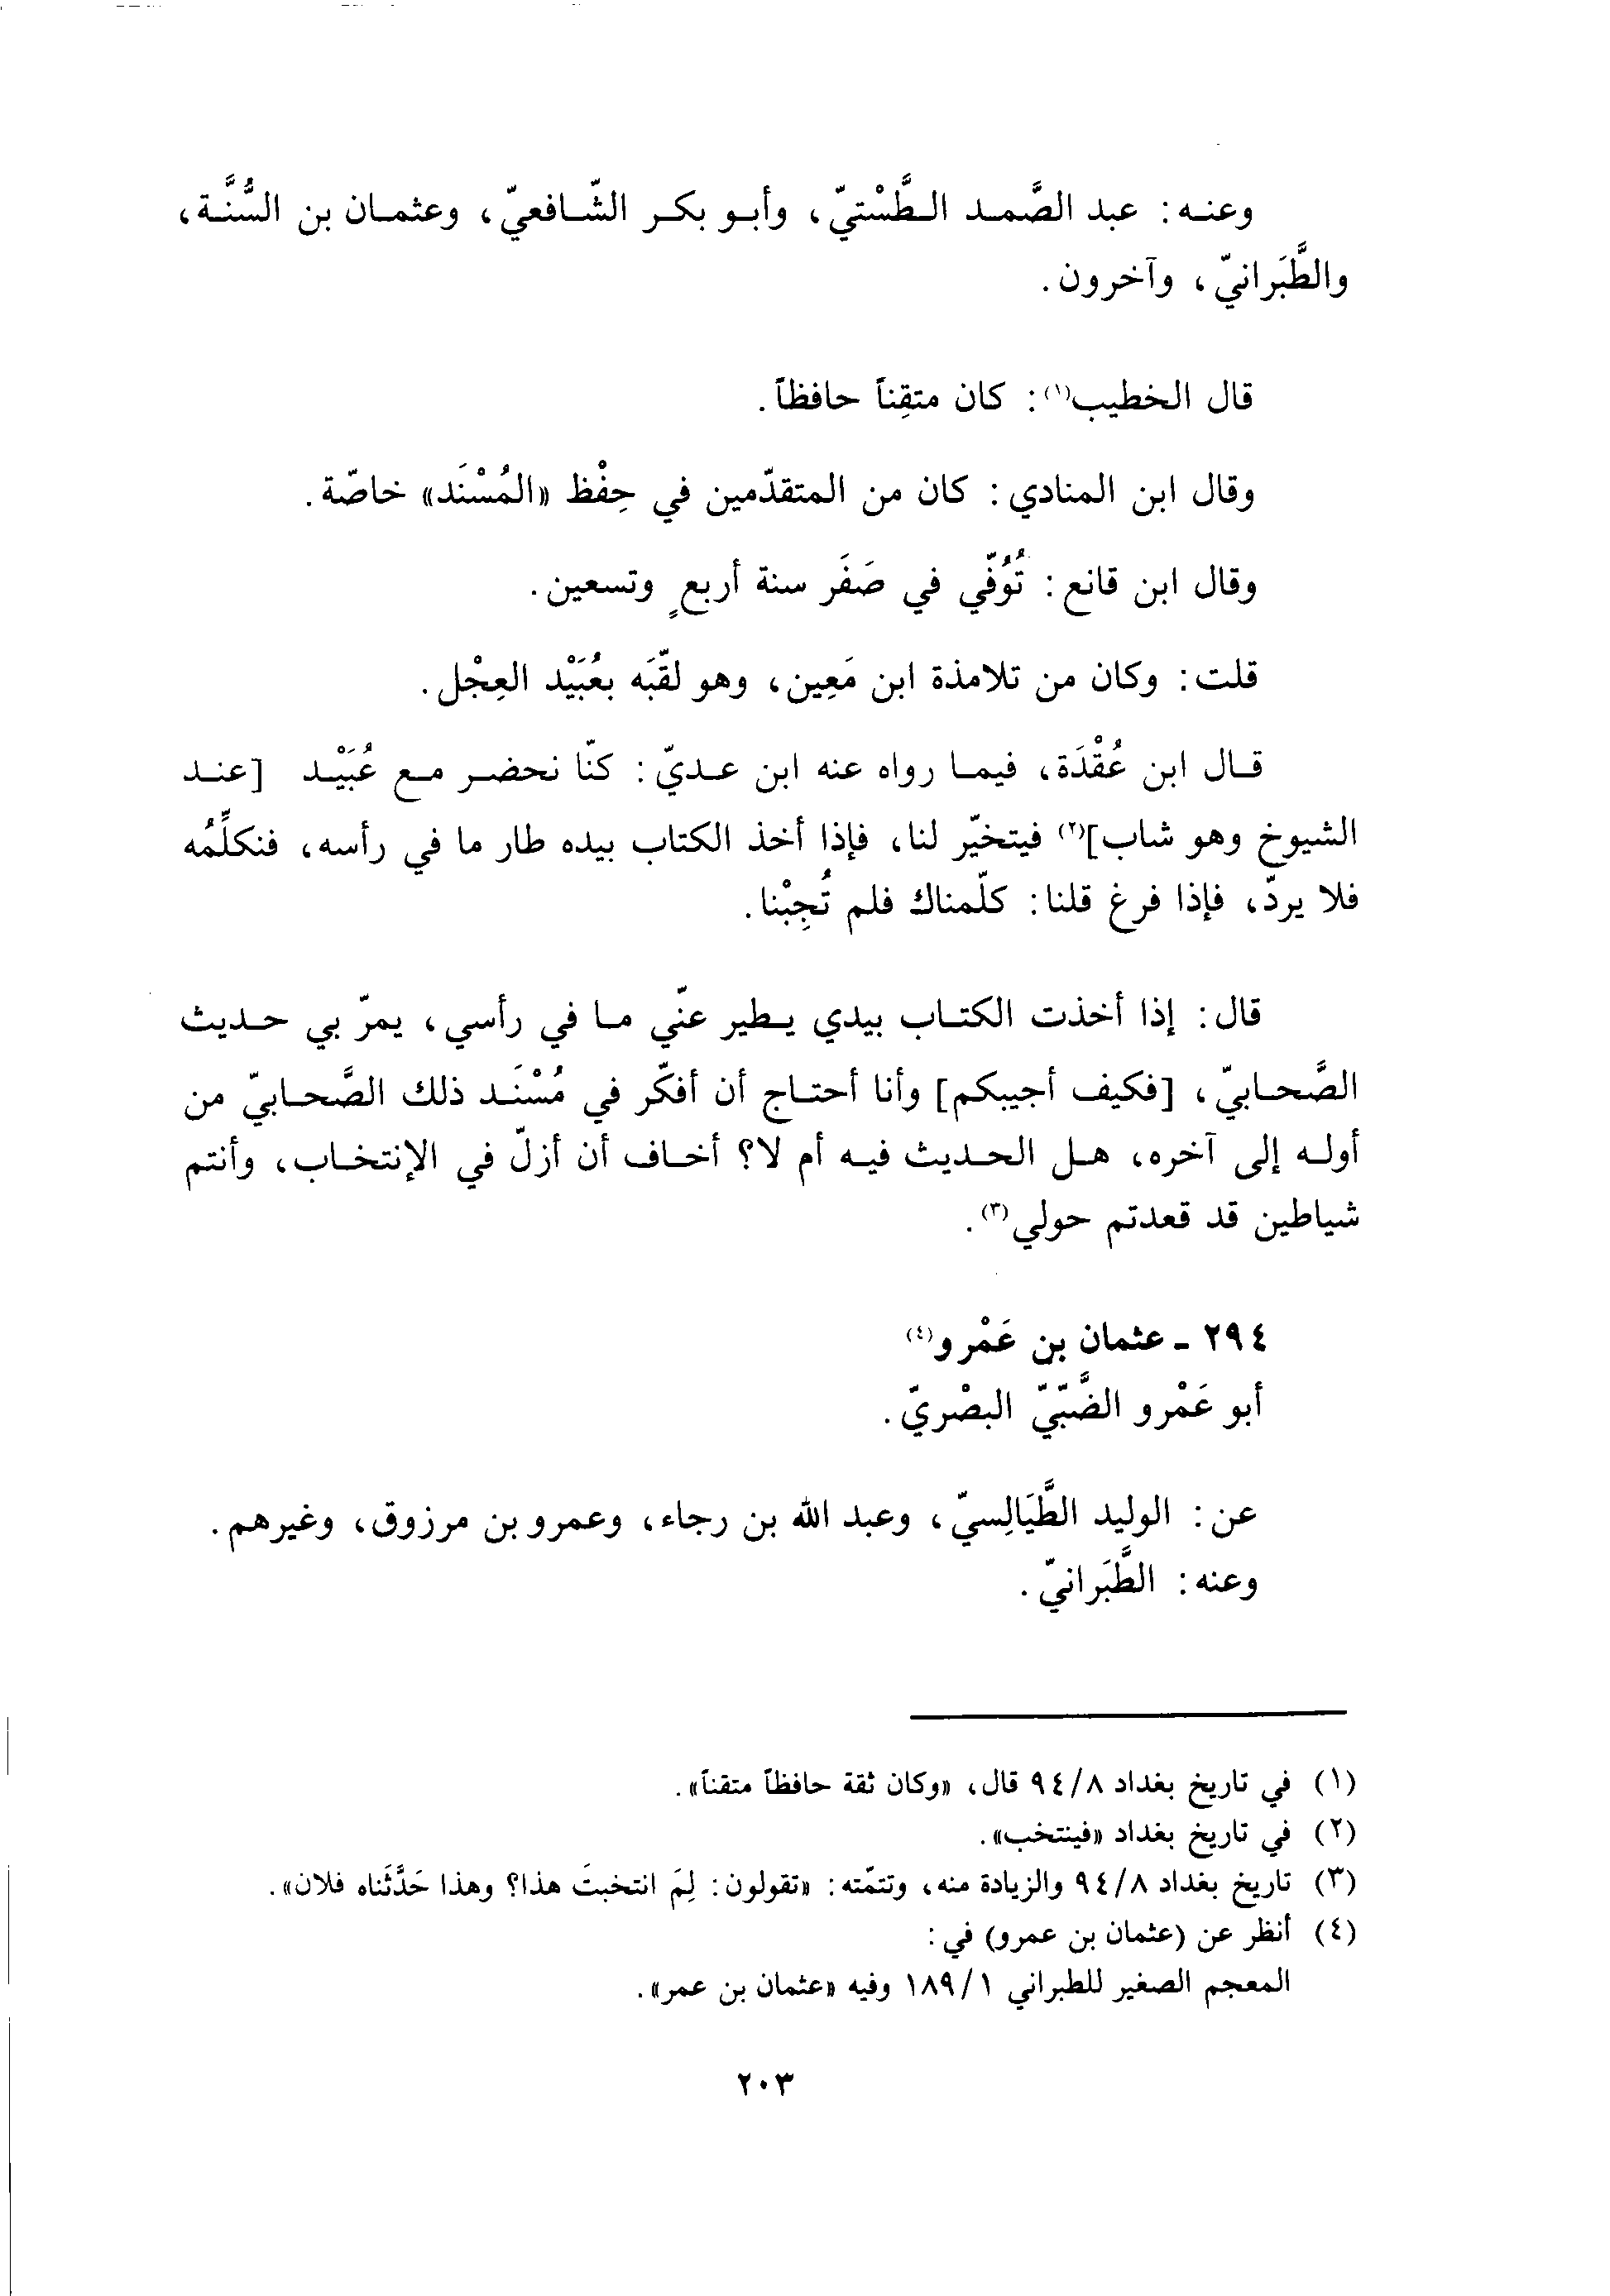 وعنه: عبد الصَّمد الطَّسْتيّ، وأبو بكر الشّافعيّ، وعثمان بن السُّنَّة،
والطَّبَرانيّ، وآخرون.
قال الخطيب(١): كان متقِناً حافظاً.
وقال ابن المنادي: كان من المتقدّمين في حِفْظ «المُسْنَد» خاصّة.
وقال ابن قانع: تُوُفّي في صَفَر سنة أربعٍ وتسعين.
قلت: وكان من تلامذة ابن مَعِين، وهو لقّبَه بعُبَيْد العِجْل.
قال ابن عُقْدَة، فيما رواه عنه ابن عديّ: كنّا نحضر مع عُبَيْد [عند
الشيوخ وهو شاب](٢) فيتخيّر لنا، فإذا أخذ الكتاب بيده طار ما في رأسه، فنكلِّمُه
فلا يردّ، فإذا فرغ قلنا: كلّمناك فلم تُجِبْنا.
قال: إذا أخذت الكتاب بيدي يطير عنّي ما في رأسي، يمرّ بي حديث
الصَّحابيّ، [فكيف أجيبكم] وأنا أحتاج أن أفكّر في مُسْنَد ذلك الصَّحابيّ من
أوله إلى آخره، هل الحديث فيه أم لا؟ أخاف أن أزلّ في الإنتخاب، وأنتم
شياطين قد قعدتم حولي(٣).
٢٩٤ - عثمان بن عَمْرو(٤)
أبو عَمْرو الضَّبّيّ البصْريّ.
عن: الوليد الطَّيَالِسيّ، وعبد الله بن رجاء، وعمرو بن مرزوق، وغيرهم.
وعنه: الطَّبَرانيّ.
(١) في تاريخ بغداد ٩٤/٨ قال، «وكان ثقة حافظاً متقناً».
(٢) في تاريخ بغداد «فينتخب».
(٣) تاريخ بغداد ٩٤/٨ والزيادة منه، وتتمّته: «تقولون: لِمَ انتخبتَ هذا؟ وهذا حَدَّثَناه فلان».
(٤) أنظر عن (عثمان بن عمرو) في:
المعجم الصغير للطبراني ١٨٩/١ وفيه «عثمان بن عمر».
٢٠٣